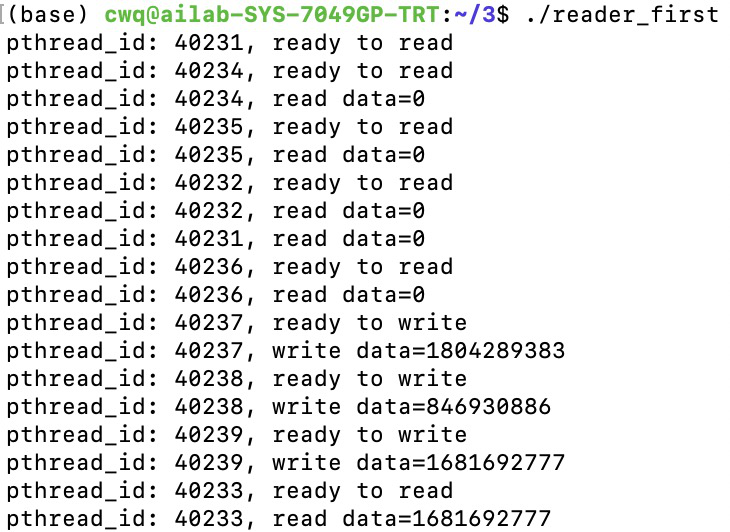 (base) cwq@ailab-SYS-7049GP-TRT:~/3$ ./reader_first
pthread_id: 40231, ready to read
pthread_id: 40234, ready to read
pthread_id: 40234, read data=0
pthread_id: 40235, ready to read
pthread_id: 40235, read data=0
pthread_id: 40232, ready to read
pthread_id: 40232, read data=0
pthread_id: 40231, read data=0
pthread_id: 40236, ready to read
pthread_id: 40236, read data=0
pthread_id: 40237, ready to write
pthread_id: 40237, write data=1804289383
pthread_id: 40238, ready to write
pthread_id: 40238, write data=846930886
pthread_id: 40239, ready to write
pthread_id: 40239, write data=1681692777
pthread_id: 40233, ready to read
pthread_id: 40233, read data=1681692777